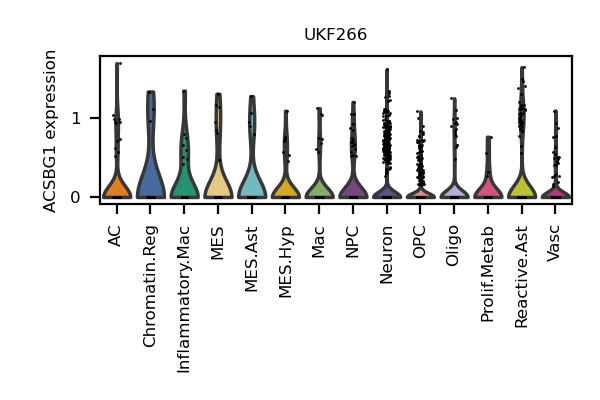 UKF266
ACSBG1 expression
1
0
AC
Chromatin.Reg
Inflammatory.Mac
MES
MES.Ast
MES.Hyp
Mac
NPC
Neuron
OPC
Oligo
Prolif.Metab
Reactive.Ast
Vasc